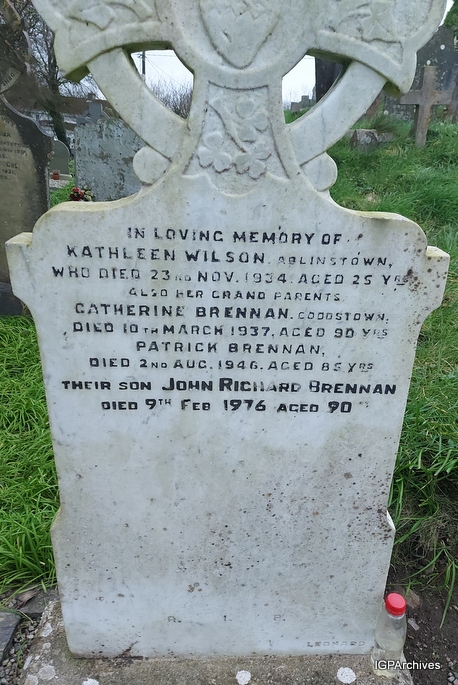 IN LOVING MEMORY OF
KATHLEEN WILSON. ABLINSTOWN,
WHO DIED 23RD NOV. 1934. AGED 25 YRS
ALSO HER GRAND PARENTS
CATHERINE BRENNAN. COODSTOWN,
DIED 10TH MARCH 1937. AGED 90 YRS
PATRICK BRENNAN,
DIED 2ND AUG. 1946. AGED 85 YRS
THEIR SON JOHN RICHARD BRENNAN
DIED 9TH FEB 1976 AGED 90
R. I. P.
LEONARD
IGPArchives